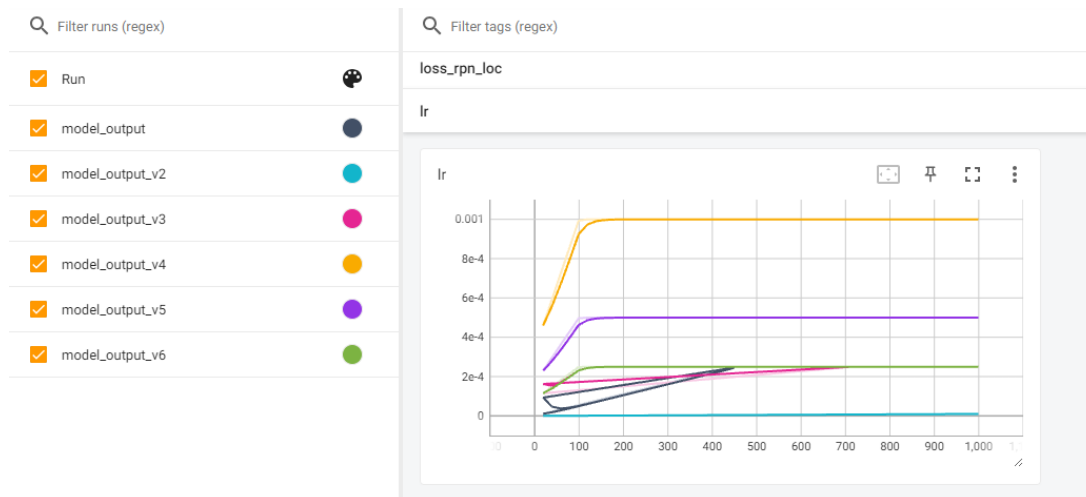 Filter runs (regex)
Filter tags (regex)
Run
loss_rpn_loc
lr
model_output
model_output_v2
model_output_v3
model_output_v4
model_output_v5
model_output_v6
lr
0.001
8e-4
6e-4
4e-4
2e-4
0
0 100 200 300 400 500 600 700 800 900 1,000